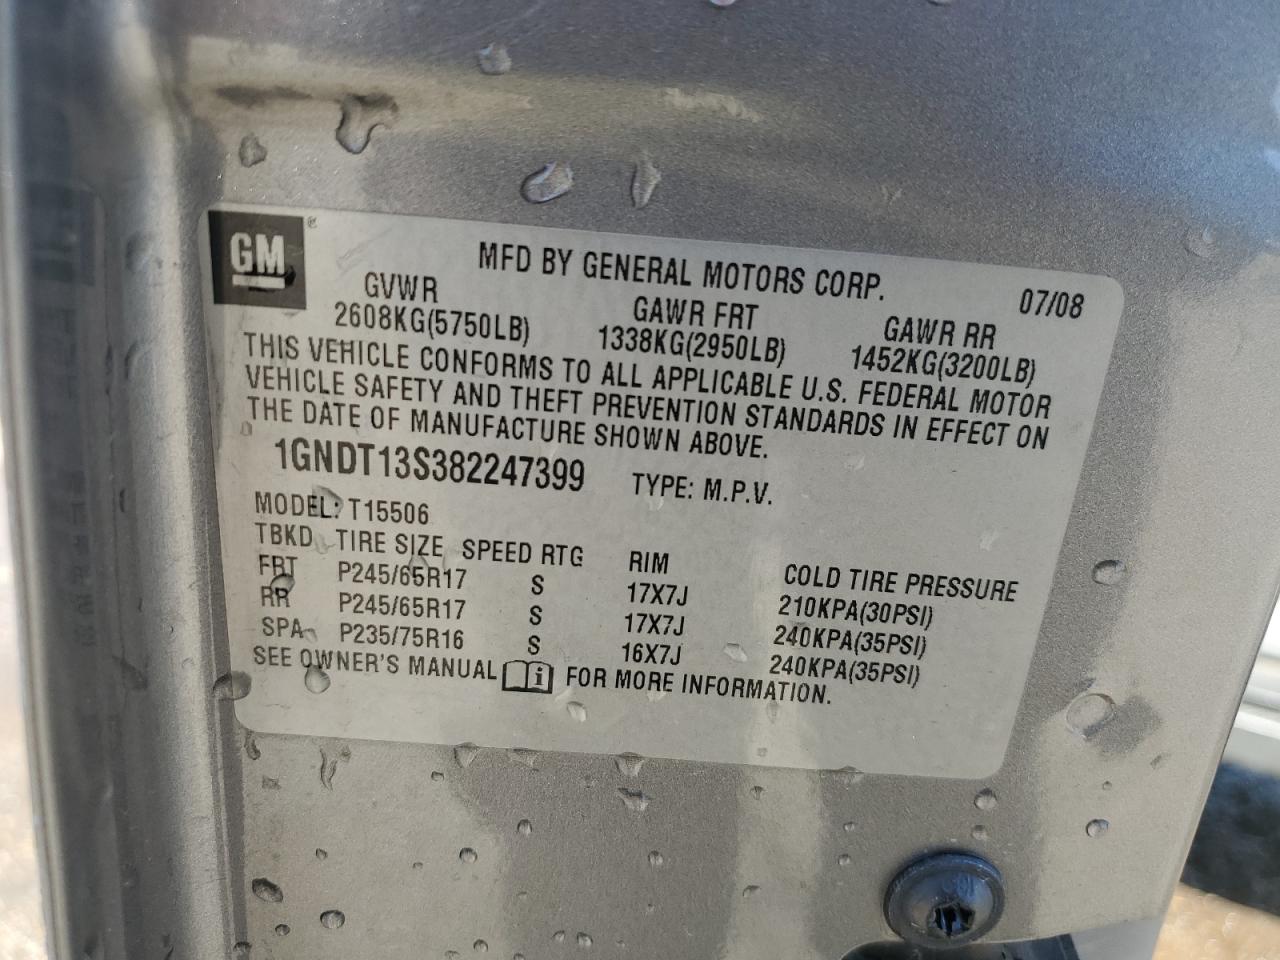 GM ®
MFD BY GENERAL MOTORS CORP. 07/08
GVWR GAWR FRT GAWR RR
2608KG(5750LB) 1338KG(2950LB) 1452KG(3200LB)
THIS VEHICLE CONFORMS TO ALL APPLICABLE U.S. FEDERAL MOTOR
VEHICLE SAFETY AND THEFT PREVENTION STANDARDS IN EFFECT ON
THE DATE OF MANUFACTURE SHOWN ABOVE.
1GNDT13S382247399 TYPE: M.P.V.
MODEL: T15506
TBKD TIRE SIZE SPEED RTG RIM COLD TIRE PRESSURE
FRT P245/65R17 S 17X7J 210KPA(30PSI)
RR P245/65R17 S 17X7J 240KPA(35PSI)
SPA P235/75R16 S 16X7J 240KPA(35PSI)
SEE OWNER'S MANUAL i FOR MORE INFORMATION.